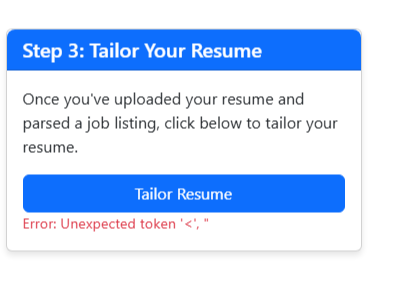 Step 3: Tailor Your Resume
Once you've uploaded your resume and
parsed a job listing, click below to tailor your
resume.
Tailor Resume
Error: Unexpected token '<', "